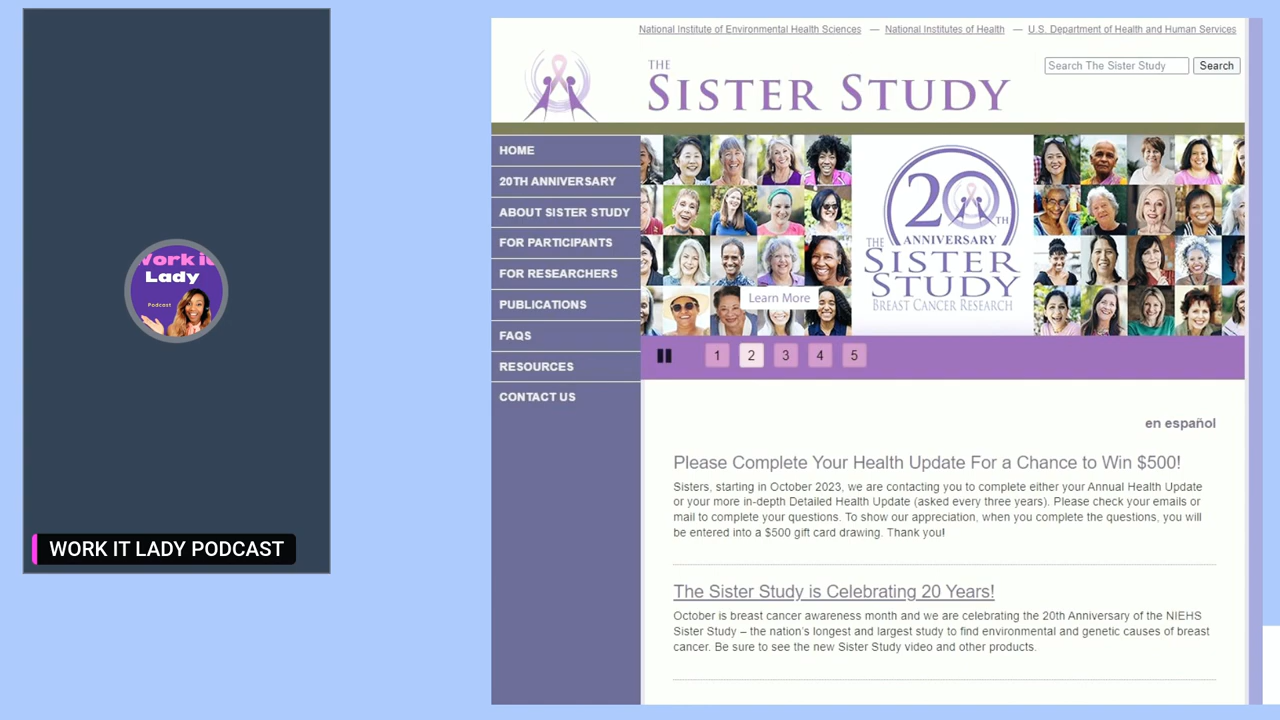 Work it
Lady
Podcast
WORK IT LADY PODCAST
National Institute of Environmental Health Sciences — National Institutes of Health — U.S. Department of Health and Human Services
THE
SISTER STUDY
Search The Sister Study Search
HOME
20TH ANNIVERSARY
ABOUT SISTER STUDY
FOR PARTICIPANTS
FOR RESEARCHERS
PUBLICATIONS
FAQS
RESOURCES
CONTACT US
20TH
ANNIVERSARY
THE
SISTER
STUDY
BREAST CANCER RESEARCH
Learn More
1 2 3 4 5
en español
Please Complete Your Health Update For a Chance to Win $500!
Sisters, starting in October 2023, we are contacting you to complete either your Annual Health Update
or your more in-depth Detailed Health Update (asked every three years). Please check your emails or
mail to complete your questions. To show our appreciation, when you complete the questions, you will
be entered into a $500 gift card drawing. Thank you!
The Sister Study is Celebrating 20 Years!
October is breast cancer awareness month and we are celebrating the 20th Anniversary of the NIEHS
Sister Study – the nation's longest and largest study to find environmental and genetic causes of breast
cancer. Be sure to see the new Sister Study video and other products.